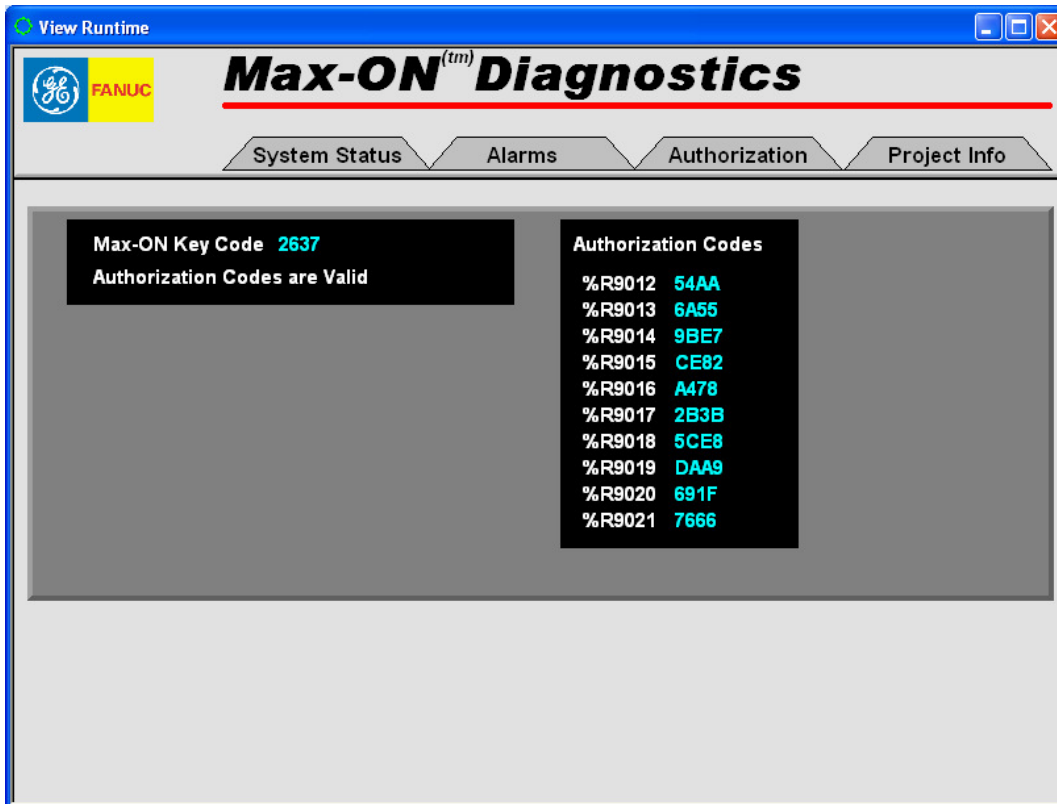 View Runtime
GE FANUC
Max-ON(tm) Diagnostics
System Status Alarms Authorization Project Info
Max-ON Key Code 2637
Authorization Codes are Valid
Authorization Codes
%R9012 54AA
%R9013 6A55
%R9014 9BE7
%R9015 CE82
%R9016 A478
%R9017 2B3B
%R9018 5CE8
%R9019 DAA9
%R9020 691F
%R9021 7666